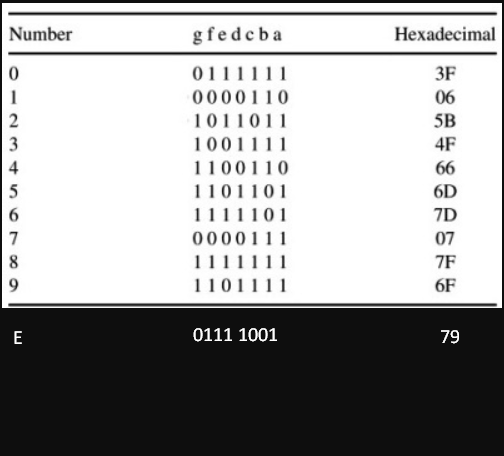 Number g f e d c b a Hexadecimal
0 0 1 1 1 1 1 1 3F
1 0 0 0 0 1 1 0 06
2 1 0 1 1 0 1 1 5B
3 1 0 0 1 1 1 1 4F
4 1 1 0 0 1 1 0 66
5 1 1 0 1 1 0 1 6D
6 1 1 1 1 1 0 1 7D
7 0 0 0 0 1 1 1 07
8 1 1 1 1 1 1 1 7F
9 1 1 0 1 1 1 1 6F
E 0111 1001 79